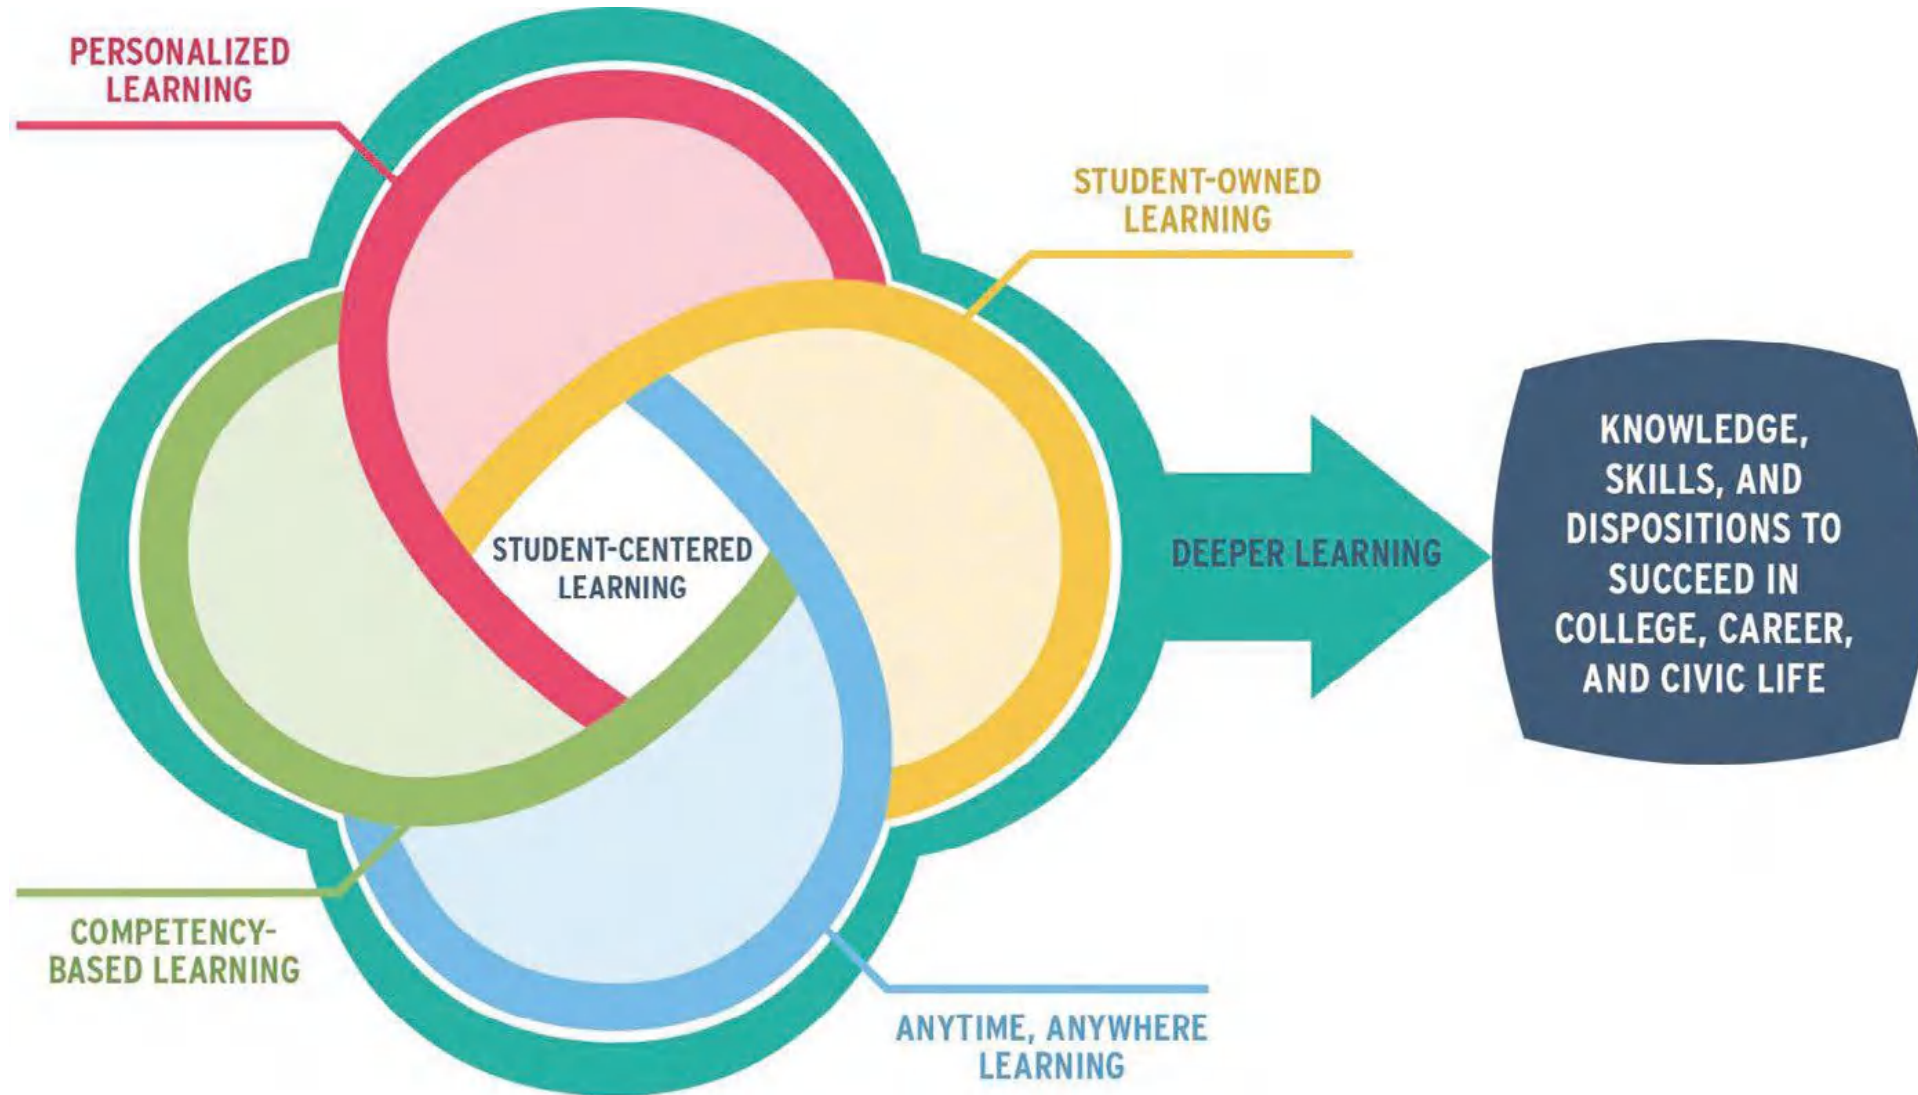 PERSONALIZED
LEARNING
STUDENT-OWNED
LEARNING
STUDENT-CENTERED
LEARNING
DEEPER LEARNING
KNOWLEDGE,
SKILLS, AND
DISPOSITIONS TO
SUCCEED IN
COLLEGE, CAREER,
AND CIVIC LIFE
COMPETENCY-
BASED LEARNING
ANYTIME, ANYWHERE
LEARNING